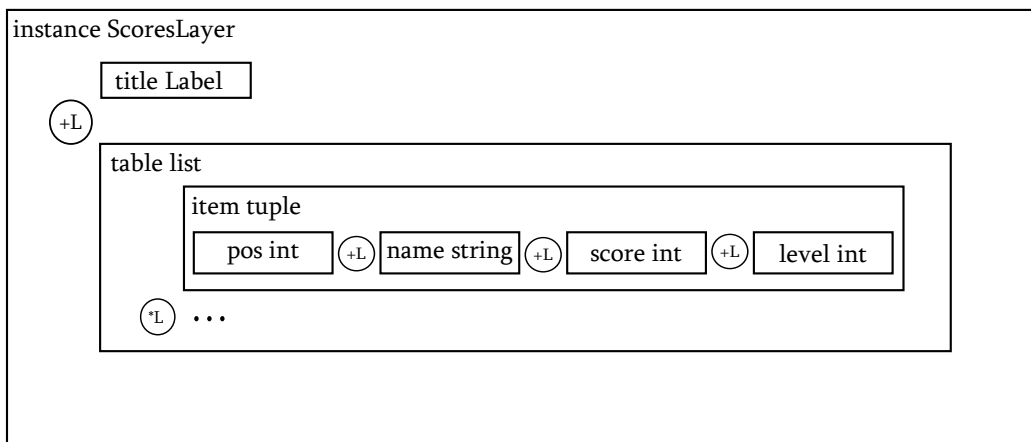 instance ScoresLayer
title Label
+L
table list
item tuple
pos int +L name string +L score int +L level int
*L ...